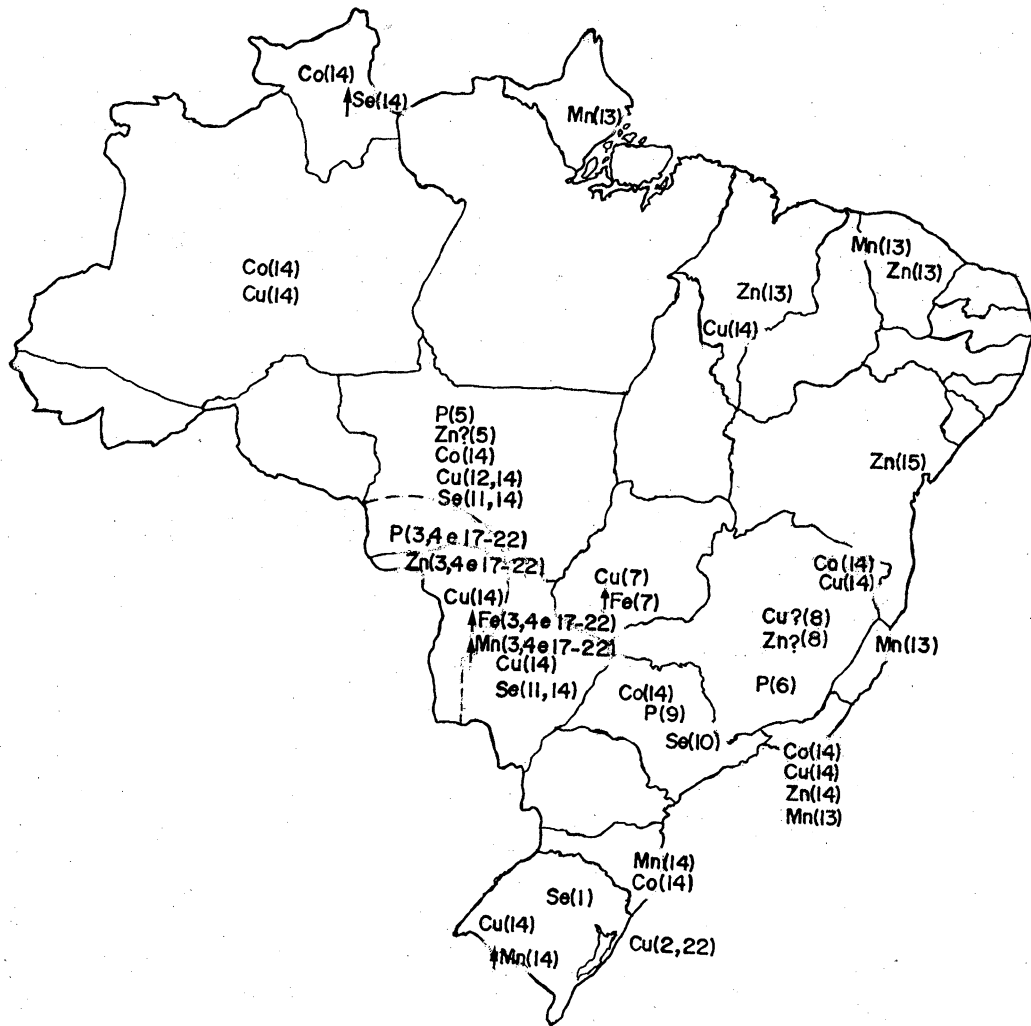 Co(14)
↑Se(14)
Mn(13)
Mn(13)
Zn(13)
Co(14)
Cu(14)
Zn(13)
Cu(14)
P(5)
Zn?(5)
Co(14)
Cu(12,14)
Se(11,14)
Zn(15)
P(3,4 e 17-22)
Zn(3,4 e 17-22)
Cu(7)
↑Fe(7)
Co(14)
Cu(14)
Cu(14)
↑Fe(3,4 e 17-22)
↑Mn(3,4 e 17-22)
Cu(14)
Se(11,14)
Cu?(8)
Zn?(8)
Mn(13)
P(6)
Co(14)
P(9)
Se(10)
Co(14)
Cu(14)
Zn(14)
Mn(13)
Mn(14)
Co(14)
Se(1)
Cu(14)
↑Mn(14)
Cu(2,22)